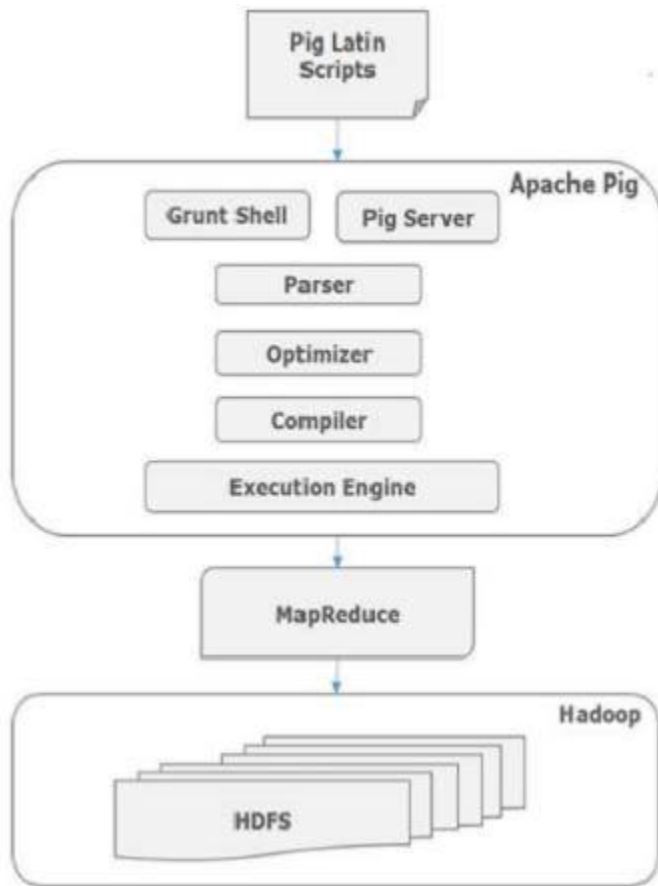 Pig Latin
Scripts
Apache Pig
Grunt Shell
Pig Server
Parser
Optimizer
Compiler
Execution Engine
MapReduce
Hadoop
HDFS